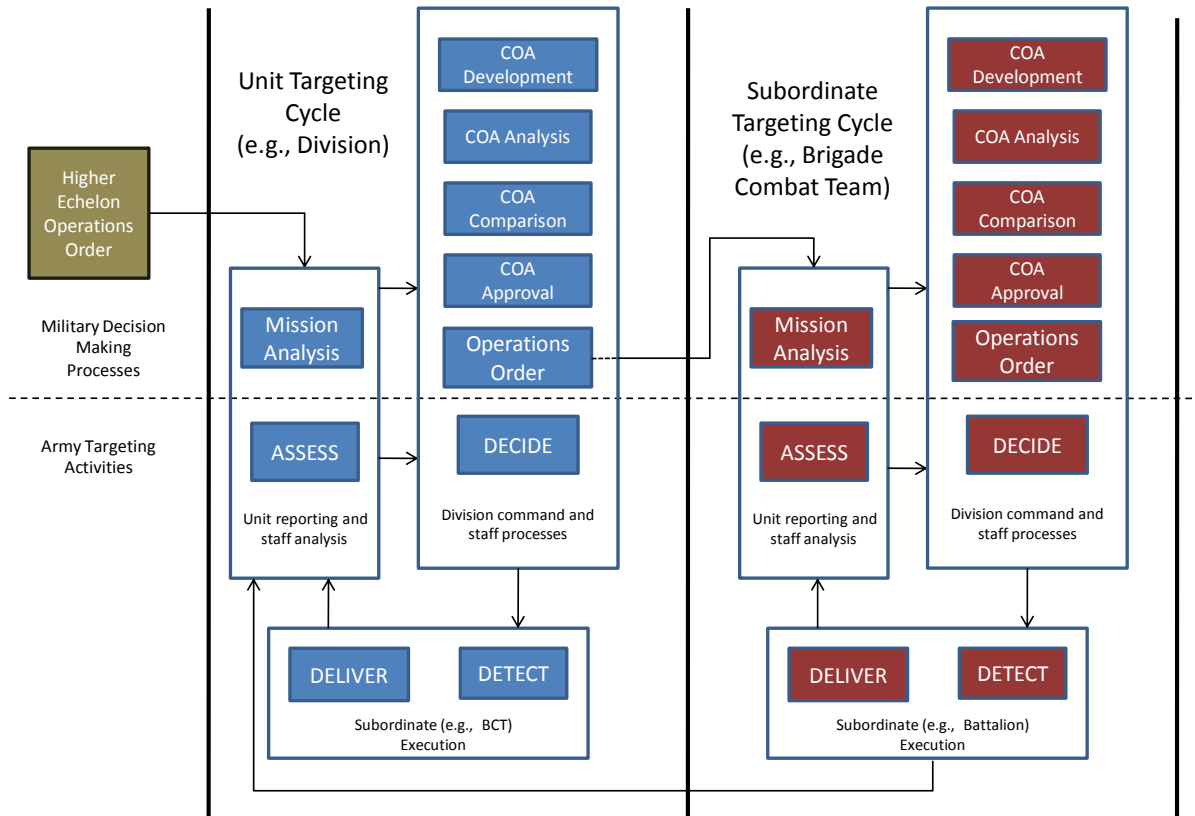 Higher
Echelon
Operations
Order
Military Decision
Making
Processes
Army Targeting
Activities
Unit Targeting
Cycle
(e.g., Division)
Mission
Analysis
ASSESS
Unit reporting and
staff analysis
COA
Development
COA Analysis
COA
Comparison
COA
Approval
Operations
Order
DECIDE
Division command and
staff processes
DELIVER
DETECT
Subordinate (e.g., BCT)
Execution
Subordinate
Targeting Cycle
(e.g., Brigade
Combat Team)
Mission
Analysis
ASSESS
Unit reporting and
staff analysis
COA
Development
COA Analysis
COA
Comparison
COA
Approval
Operations
Order
DECIDE
Division command and
staff processes
DELIVER
DETECT
Subordinate (e.g., Battalion)
Execution